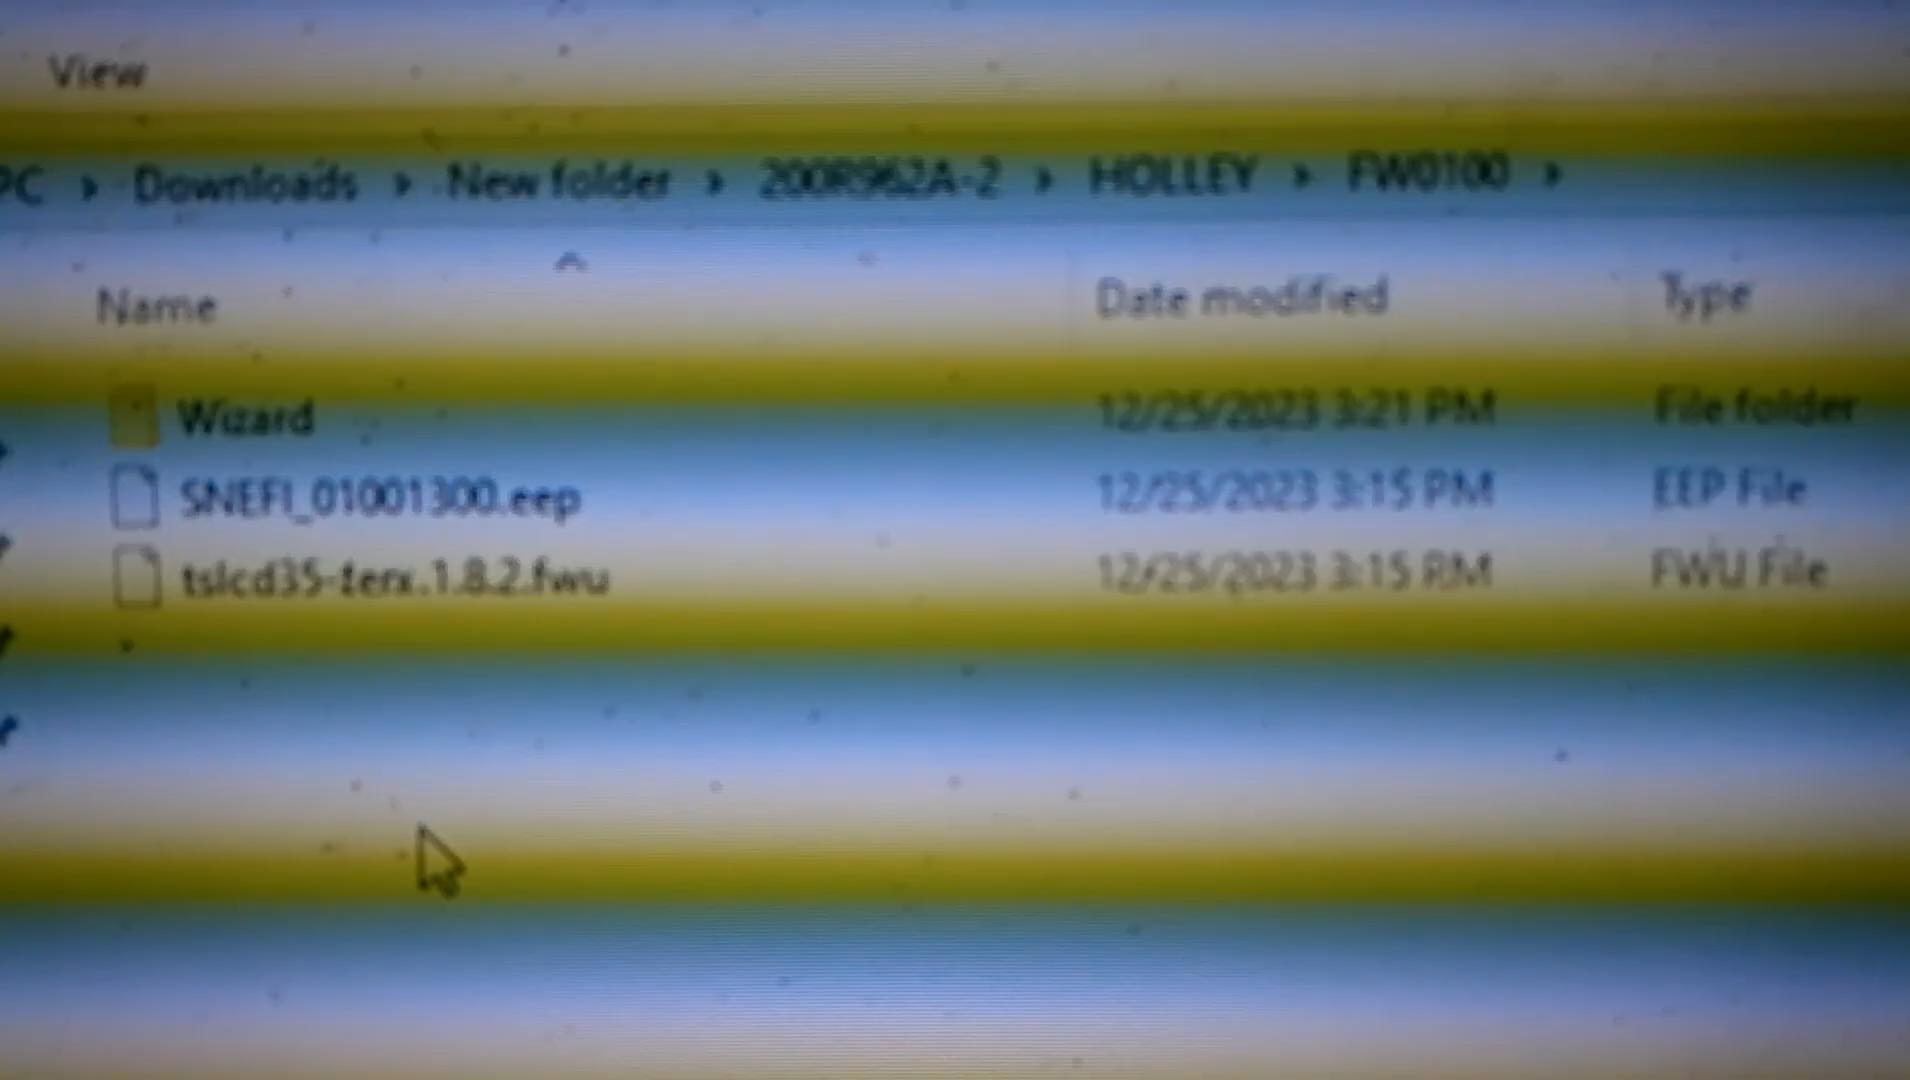 View
PC > Downloads > New folder > 200R962A-2 > HOLLEY > FW0100 >
Name Date modified Type
Wizard 12/25/2023 3:21 PM File folder
SNEFI_01001300.eep 12/25/2023 3:15 PM EEP File
tslcd35-terx.1.8.2.fwu 12/25/2023 3:15 PM FWU File